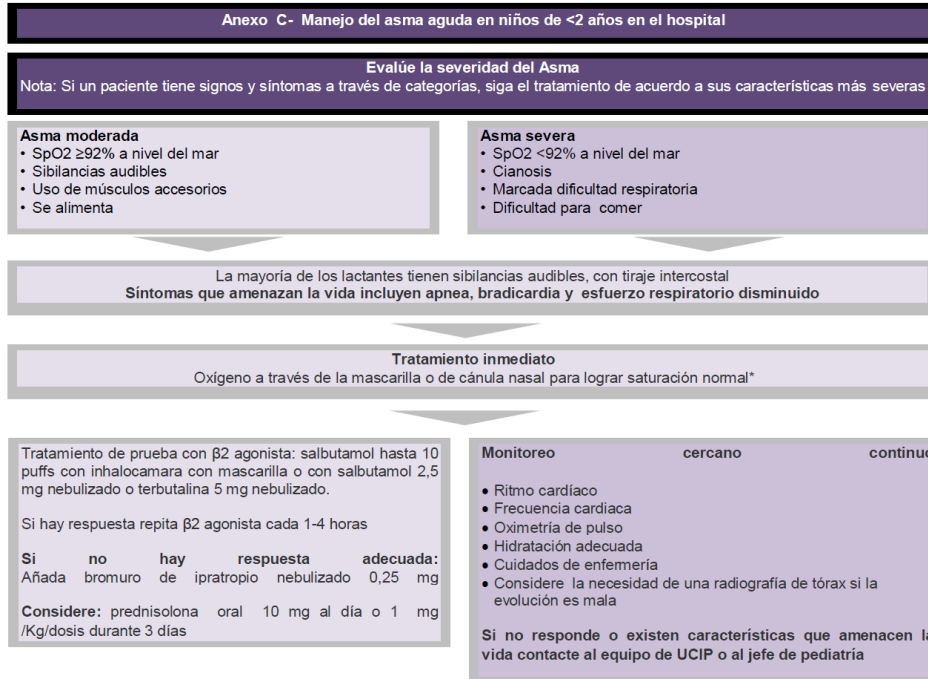 Anexo C- Manejo del asma aguda en niños de <2 años en el hospital
Evalúe la severidad del Asma
Nota: Si un paciente tiene signos y síntomas a través de categorías, siga el tratamiento de acuerdo a sus características más severas
Asma moderada
• SpO2 ≥92% a nivel del mar
• Sibilancias audibles
• Uso de músculos accesorios
• Se alimenta
Asma severa
• SpO2 <92% a nivel del mar
• Cianosis
• Marcada dificultad respiratoria
• Dificultad para comer
La mayoría de los lactantes tienen sibilancias audibles, con tiraje intercostal
Síntomas que amenazan la vida incluyen apnea, bradicardia y esfuerzo respiratorio disminuido
Tratamiento inmediato
Oxígeno a través de la mascarilla o de cánula nasal para lograr saturación normal*
Tratamiento de prueba con β2 agonista: salbutamol hasta 10
puffs con inhalocamara con mascarilla o con salbutamol 2,5
mg nebulizado o terbutalina 5 mg nebulizado.
Si hay respuesta repita β2 agonista cada 1-4 horas
Si no hay respuesta adecuada:
Añada bromuro de ipratropio nebulizado 0,25 mg
Considere: prednisolona oral 10 mg al día o 1 mg
/Kg/dosis durante 3 días
Monitoreo cercano continuo
● Ritmo cardíaco
● Frecuencia cardiaca
● Oximetría de pulso
● Hidratación adecuada
● Cuidados de enfermería
● Considere la necesidad de una radiografía de tórax si la
evolución es mala
Si no responde o existen características que amenacen la
vida contacte al equipo de UCIP o al jefe de pediatría